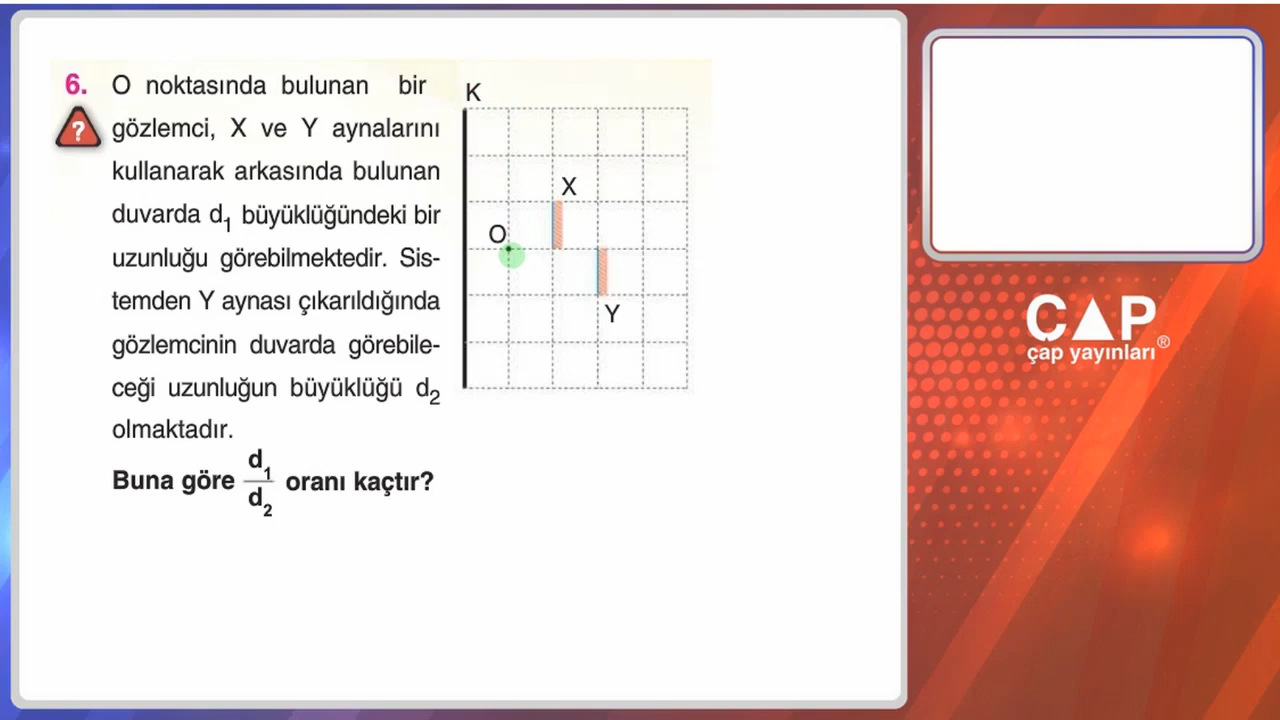 6. O noktasında bulunan bir
gözlemci, X ve Y aynalarını
kullanarak arkasında bulunan
duvarda d1 büyüklüğündeki bir
uzunluğu görebilmektedir. Sis-
temden Y aynası çıkarıldığında
gözlemcinin duvarda görebile-
ceği uzunluğun büyüklüğü d2
olmaktadır.
Buna göre d1/d2 oranı kaçtır?
?
K
X
O
Y
ÇAP
çap yayınları®